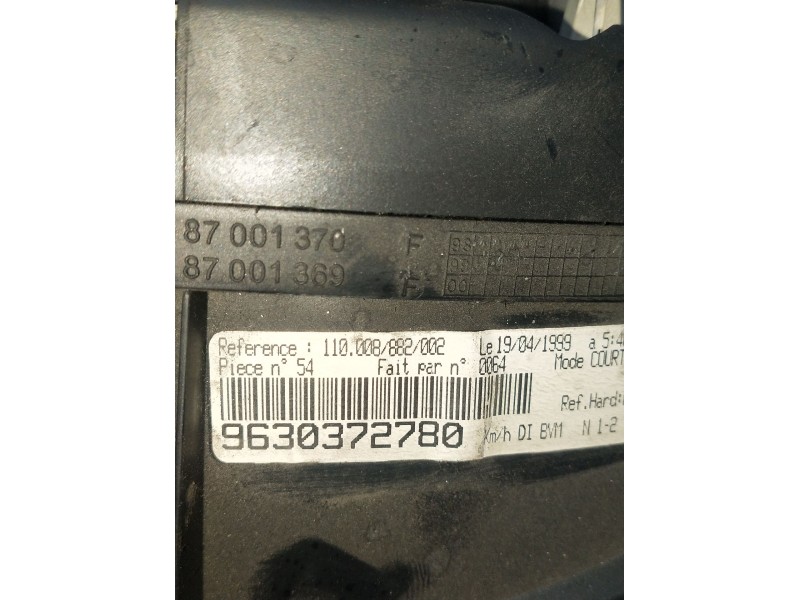 87 001 370 F
87 001 369 F
Reference : 110.008/882/002 Le 19/04/1999 a 5:4
Piece n° 54 Fait par n° 0064 Mode COURT
Ref.Hard:
9630372780 Km/h DI BVM N 1-2